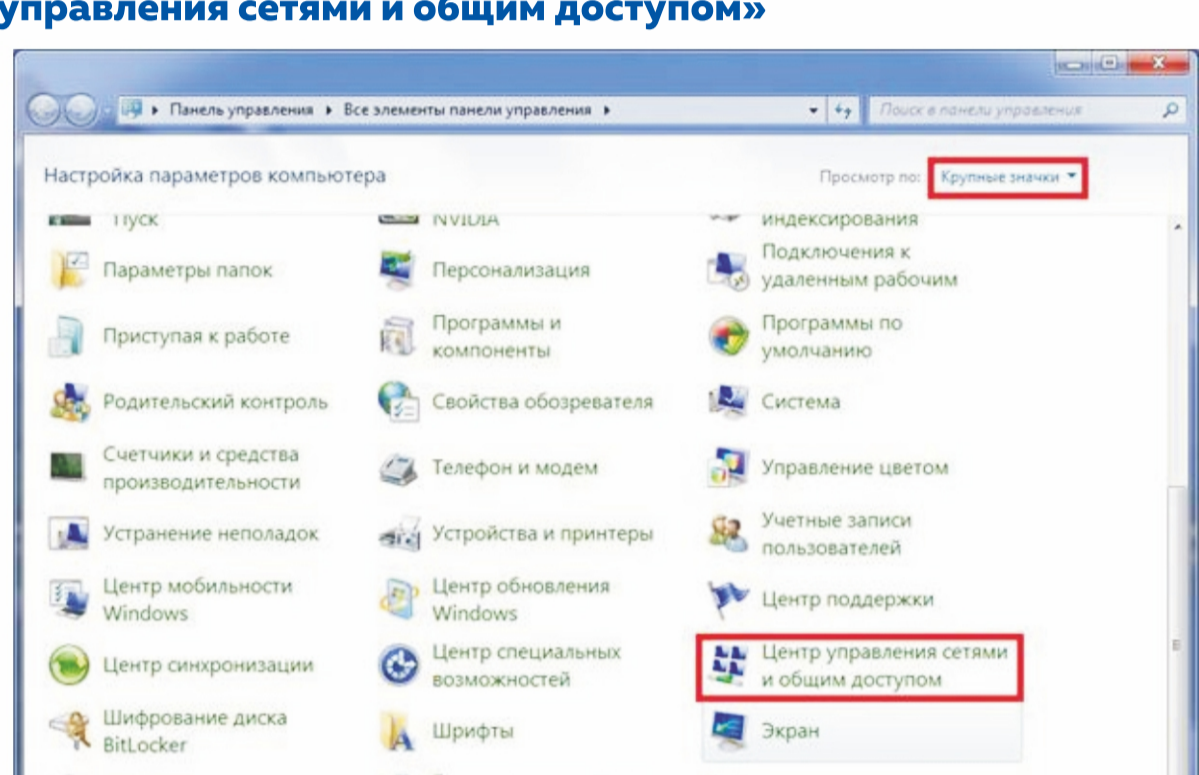 управления сетями и общим доступом»
Панель управления
Все элементы панели управления
Поиск в панели управления
Настройка параметров компьютера
Просмотр по:
Крупные значки
Пуск
NVIDIA
индексирования
Параметры папок
Персонализация
Подключения к
удаленным рабочим
Приступая к работе
Программы и
компоненты
Программы по
умолчанию
Родительский контроль
Свойства обозревателя
Система
Счетчики и средства
производительности
Телефон и модем
Управление цветом
Устранение неполадок
Устройства и принтеры
Учетные записи
пользователей
Центр мобильности
Windows
Центр обновления
Windows
Центр поддержки
Центр синхронизации
Центр специальных
возможностей
Центр управления сетями
и общим доступом
Шифрование диска
BitLocker
Шрифты
Экран